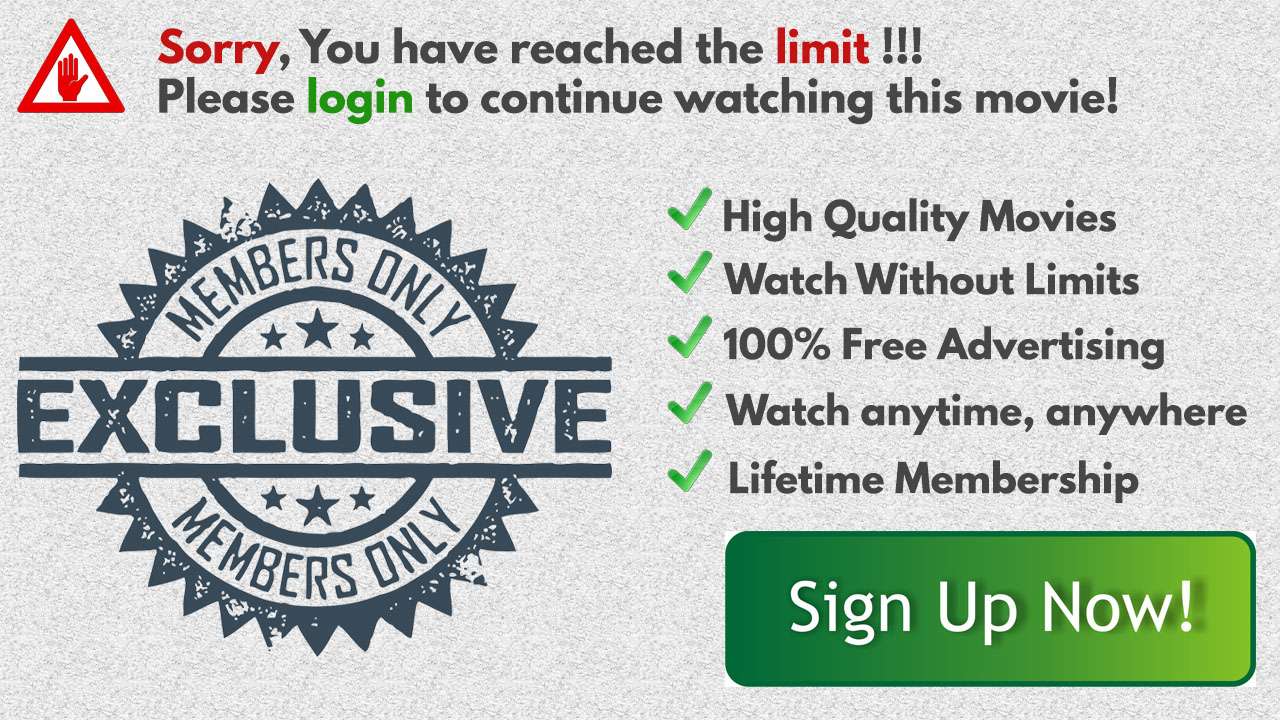 Sorry, You have reached the limit !!!
Please login to continue watching this movie!
MEMBERS ONLY
EXCLUSIVE
MEMBERS ONLY
High Quality Movies
Watch Without Limits
100% Free Advertising
Watch anytime, anywhere
Lifetime Membership
Sign Up Now!